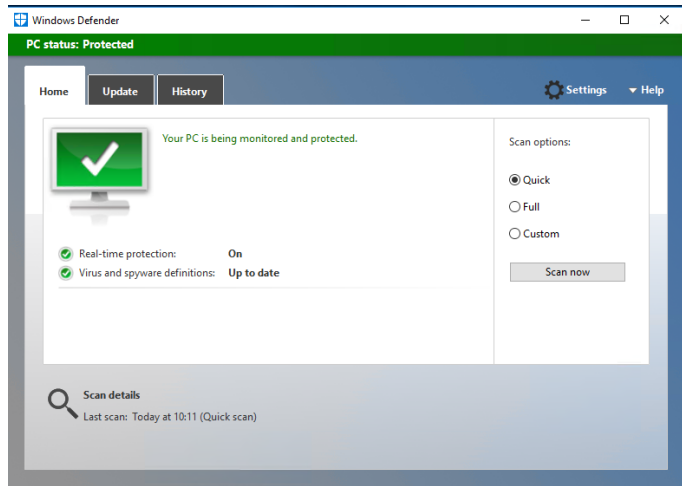 Windows Defender
PC status: Protected
Home Update History Settings Help
Your PC is being monitored and protected.
Scan options:
Quick
Full
Custom
Scan now
Real-time protection: On
Virus and spyware definitions: Up to date
Scan details
Last scan: Today at 10:11 (Quick scan)